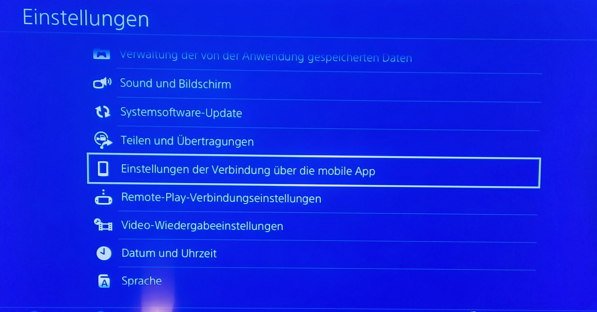 Einstellungen
Verwaltung der von der Anwendung gespeicherten Daten
Sound und Bildschirm
Systemsoftware-Update
Teilen und Übertragungen
Einstellungen der Verbindung über die mobile App
Remote-Play-Verbindungseinstellungen
Video-Wiedergabeeinstellungen
Datum und Uhrzeit
Sprache